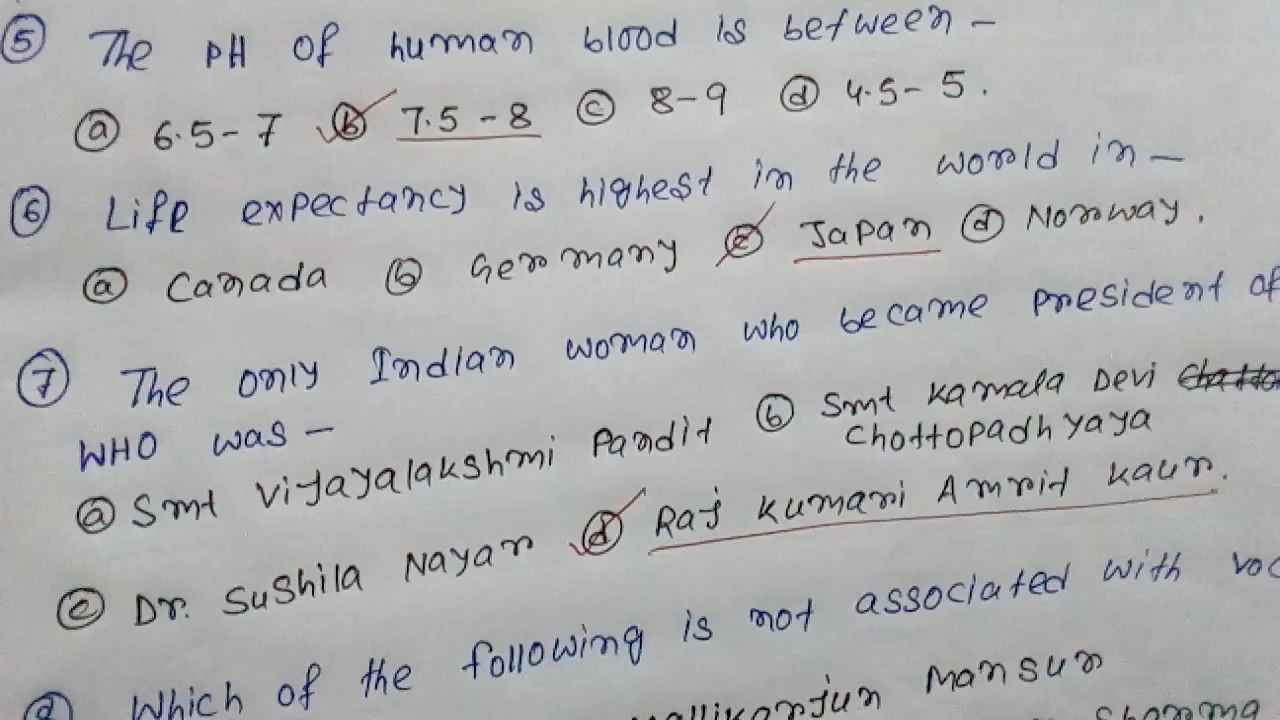 5 The pH of human blood is between -
a 6.5 - 7 b 7.5 - 8 c 8 - 9 d 4.5 - 5.
6 Life expectancy is highest in the world in -
a Canada b Germany c Japan d Norway.
7 The only Indian woman who became president of
WHO was -
a Smt Vijayalakshmi Pandit b Smt Kamala Devi
Chottopadhyaya
c Dr. Sushila Nayar d Raj Kumari Amrit Kaur.
Which of the following is not associated with
Mansur
Sharma